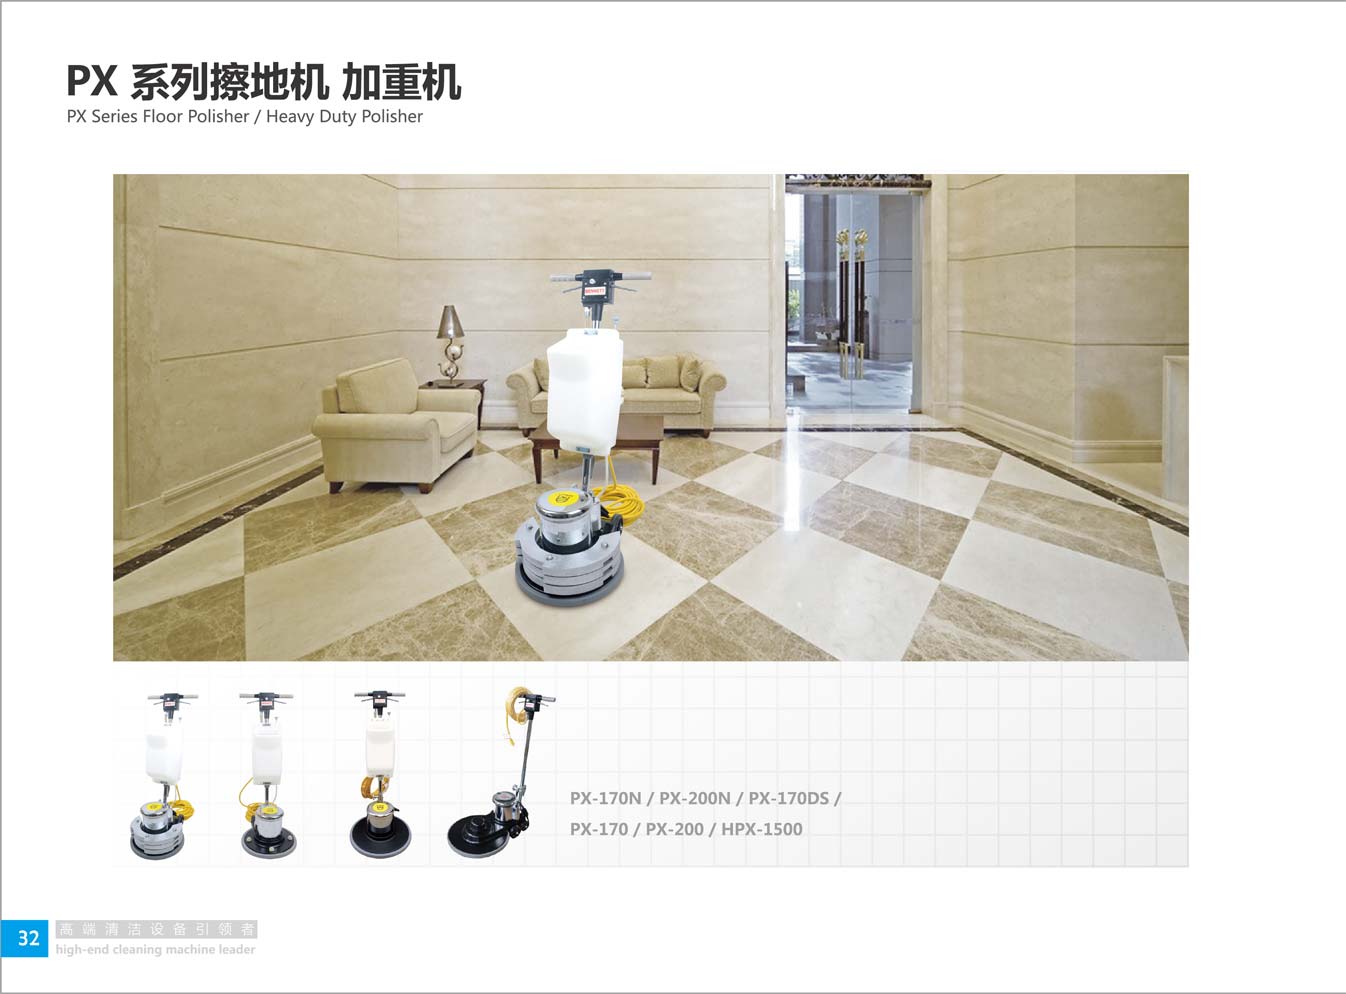 PX 系列擦地机 加重机
PX Series Floor Polisher / Heavy Duty Polisher
BENNETT
PX-170N / PX-200N / PX-170DS /
PX-170 / PX-200 / HPX-1500
32
高端清洁设备引领者
high-end cleaning machine leader